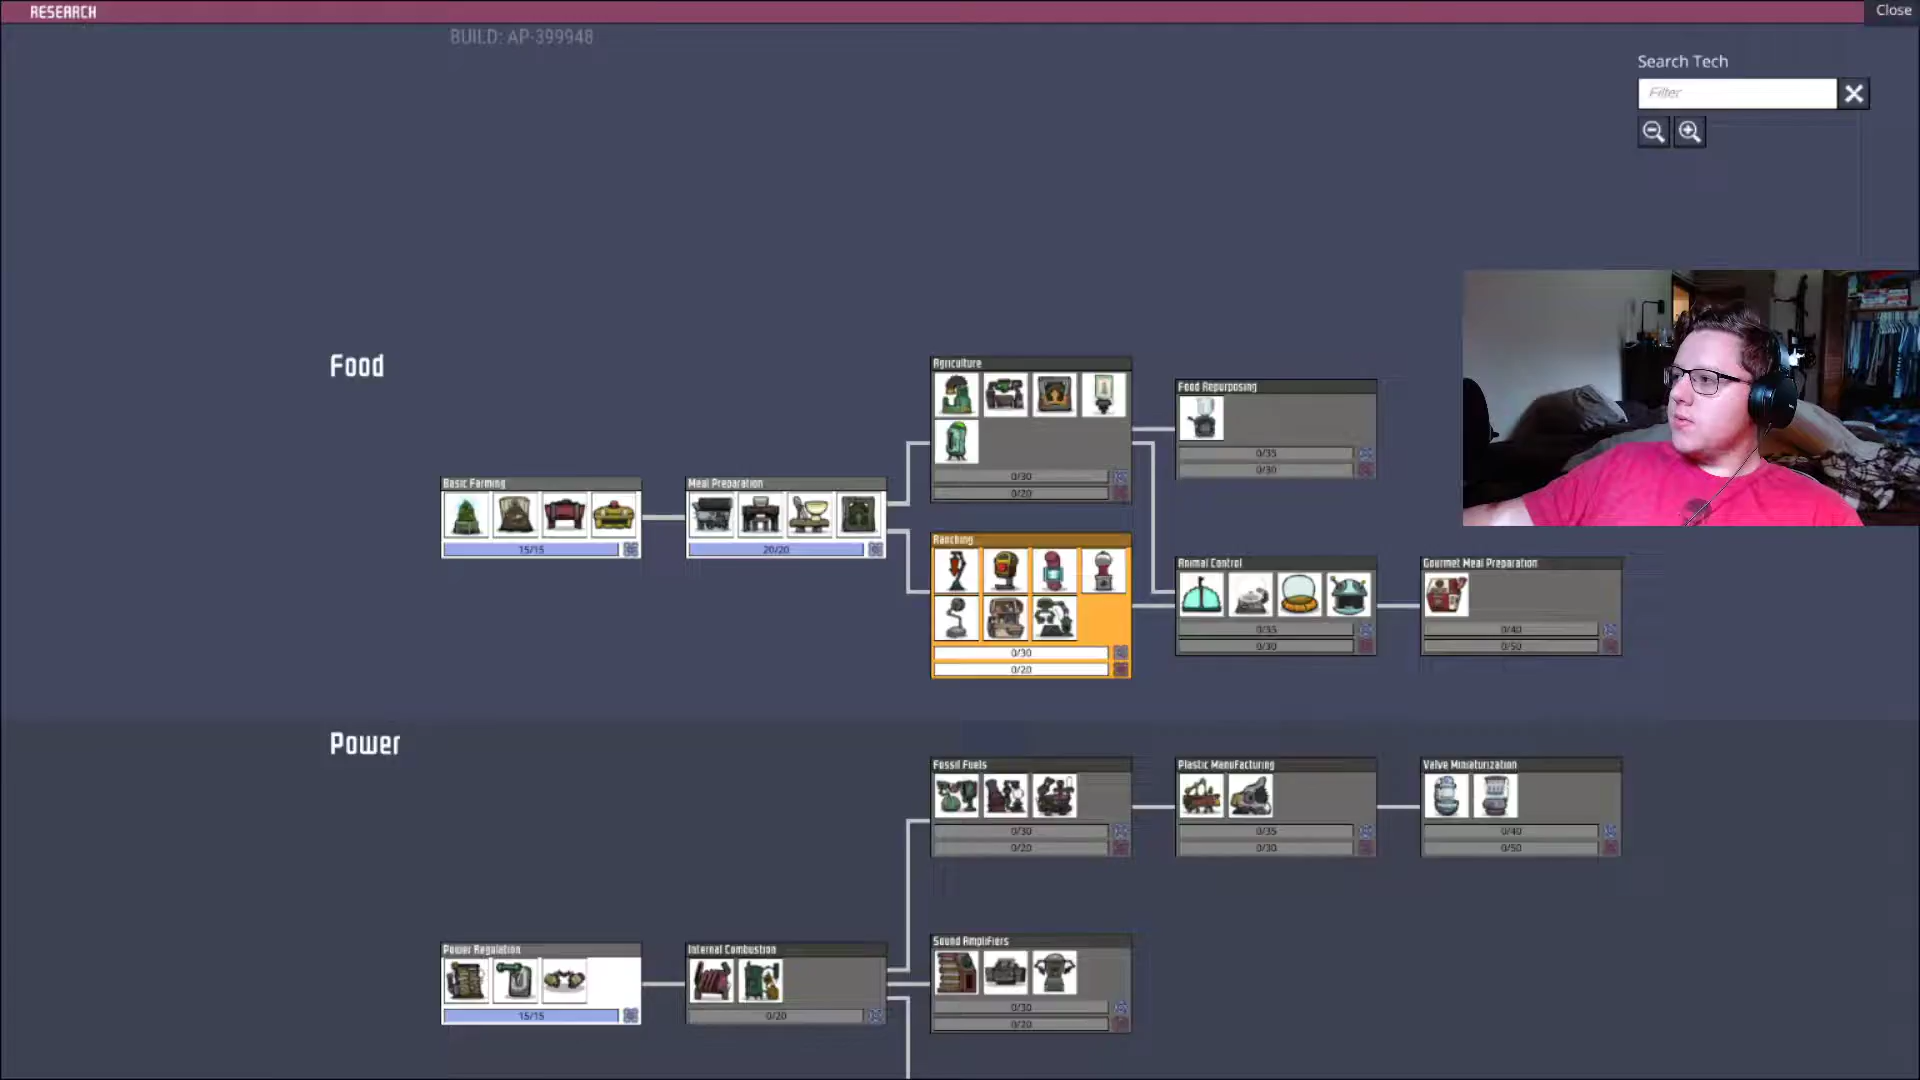 RESEARCH
Close
BUILD: AP-399948
Search Tech
Filter
Food
Agriculture
0/30
0/20
Food Repurposing
0/35
0/30
Basic Farming
15/15
Meal Preparation
20/20
Ranching
0/30
0/20
Animal Control
0/35
0/30
Gourmet Meal Preparation
0/40
0/50
Power
Fossil Fuels
0/30
0/20
Plastic Manufacturing
0/35
0/30
Valve Miniaturization
0/40
0/50
Power Regulation
15/15
Internal Combustion
0/20
Sound Amplifiers
0/30
0/20